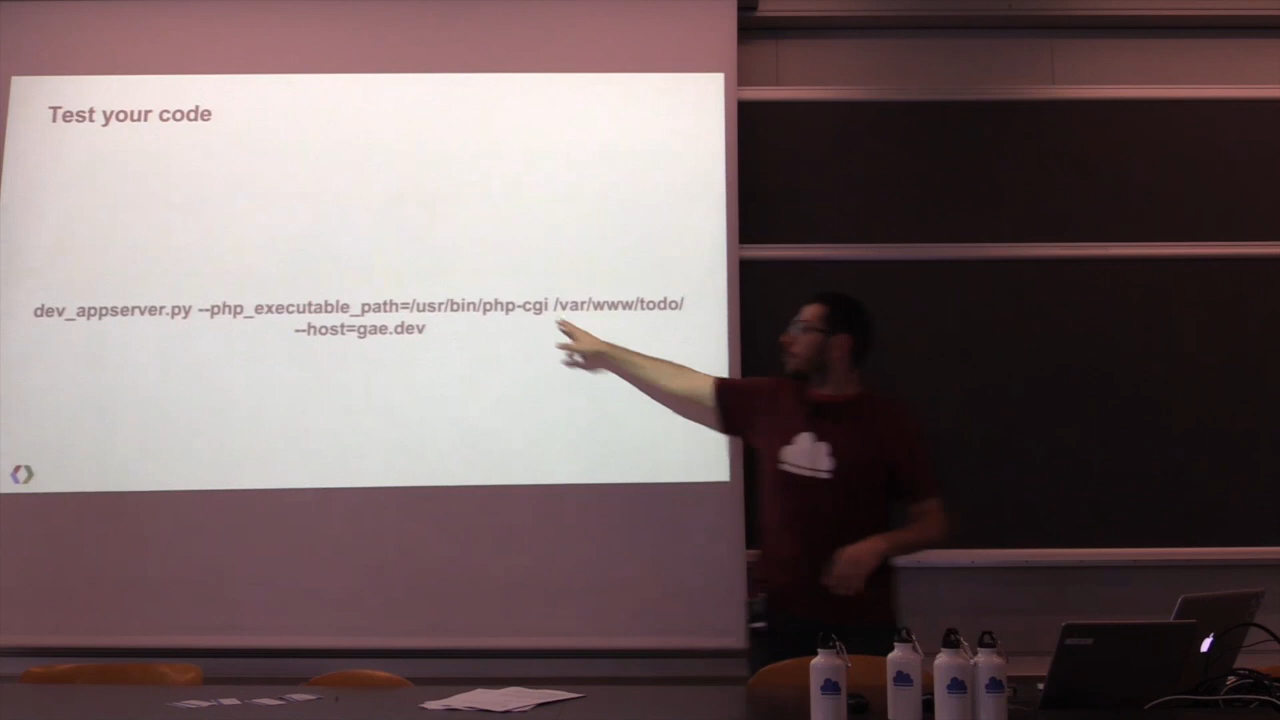 Test your code
dev_appserver.py --php_executable_path=/usr/bin/php-cgi /var/www/todo/
--host=gae.dev